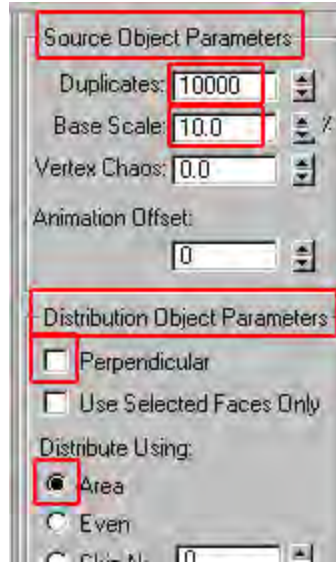 Source Object Parameters
Duplicates: 10000
Base Scale: 10.0 %
Vertex Chaos: 0.0
Animation Offset:
0
Distribution Object Parameters
Perpendicular
Use Selected Faces Only
Distribute Using:
Area
Even
0